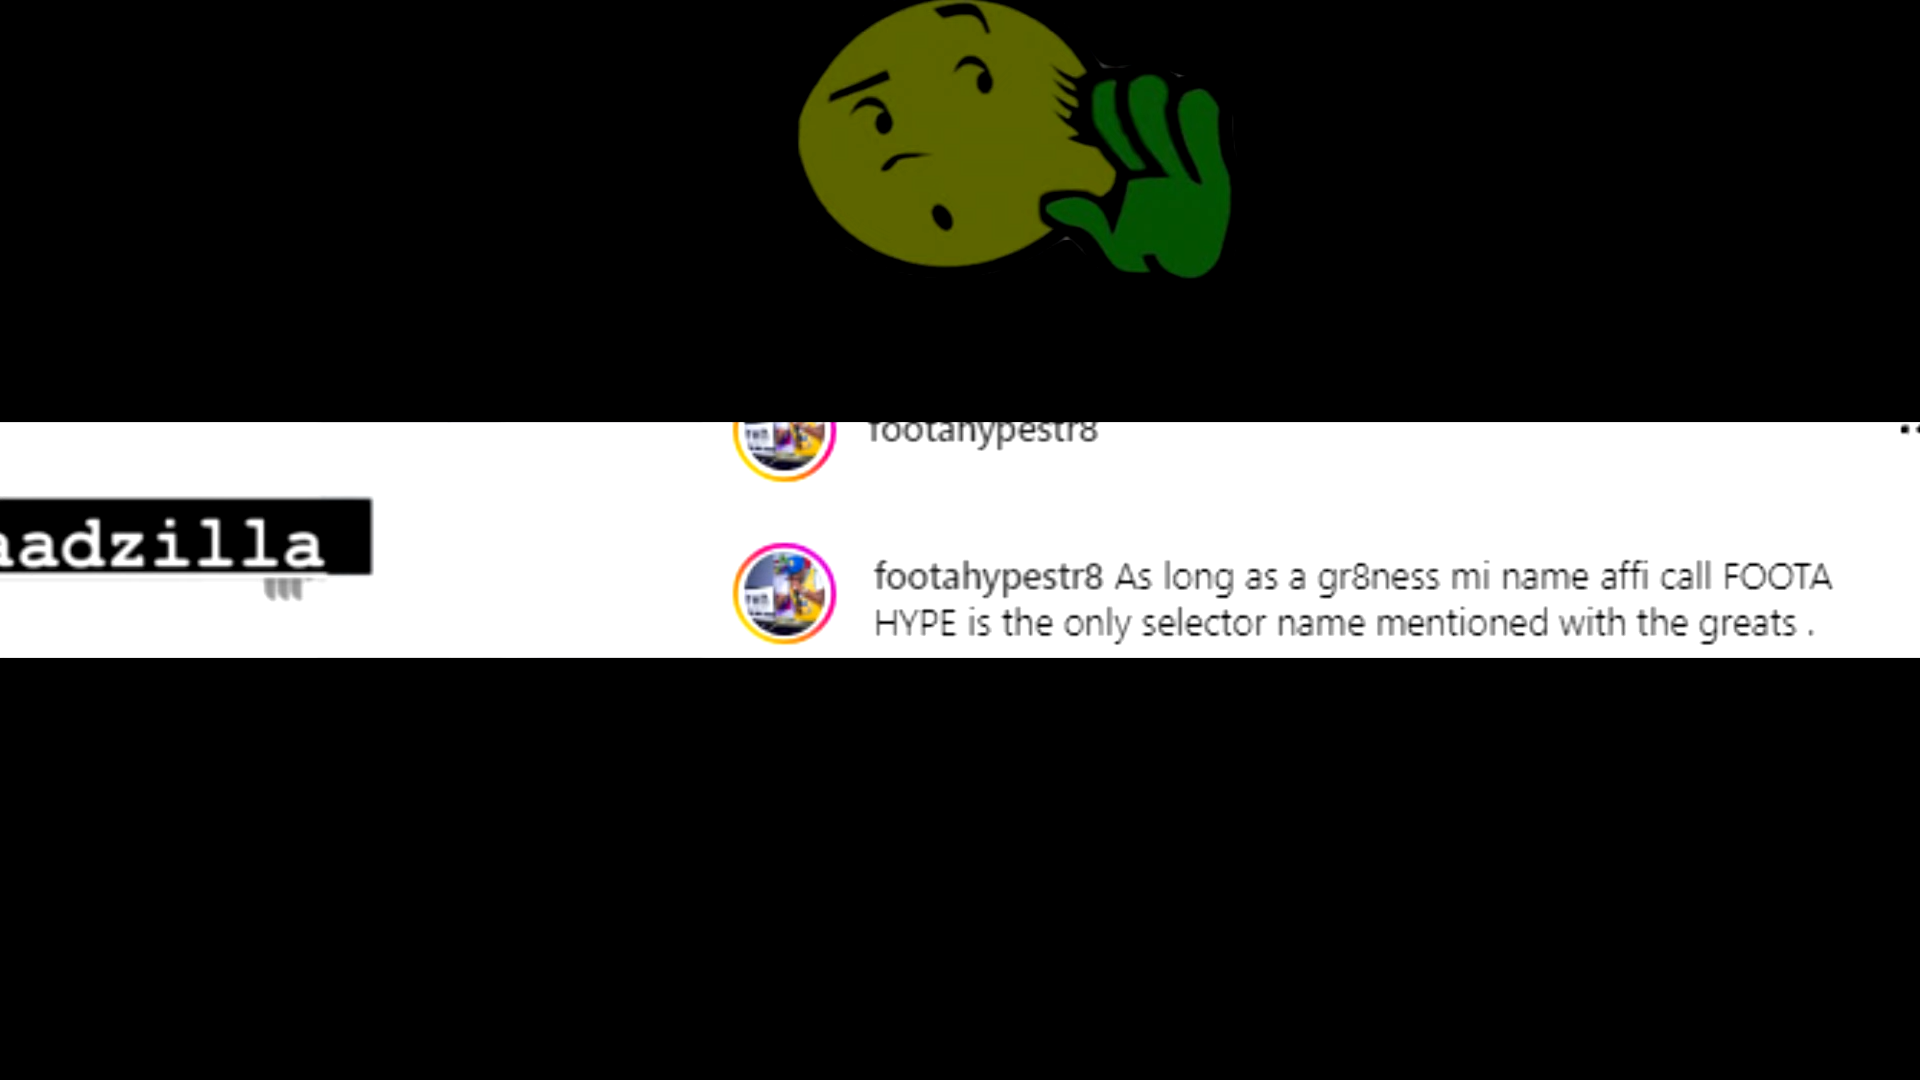 footahypestr8
adzilla
footahypestr8 As long as a gr8ness mi name affi call FOOTA
HYPE is the only selector name mentioned with the greats .